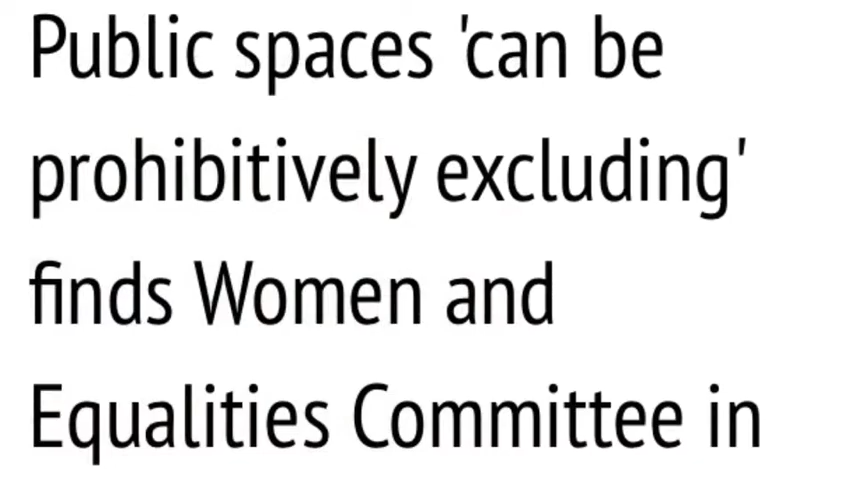 Public spaces 'can be
prohibitively excluding'
finds Women and
Equalities Committee in